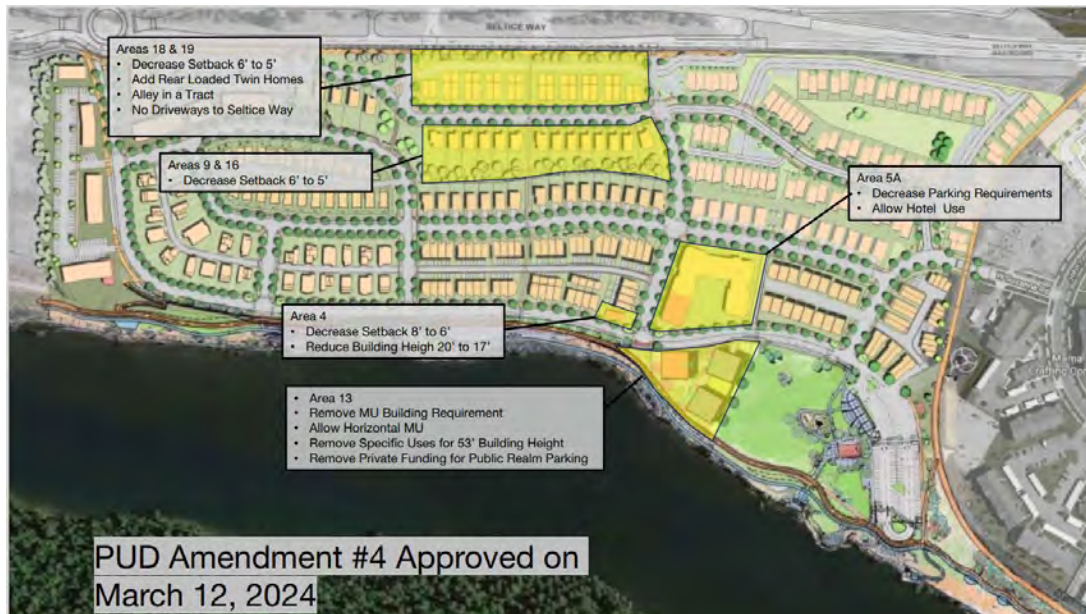 SELTICE WAY
Areas 18 & 19
• Decrease Setback 6' to 5'
• Add Rear Loaded Twin Homes
• Alley in a Tract
• No Driveways to Seltice Way
Areas 9 & 16
• Decrease Setback 6' to 5'
Area 5A
• Decrease Parking Requirements
• Allow Hotel Use
Area 4
• Decrease Setback 8' to 6'
• Reduce Building Heigh 20' to 17'
• Area 13
• Remove MU Building Requirement
• Allow Horizontal MU
• Remove Specific Uses for 53' Building Height
• Remove Private Funding for Public Realm Parking
PUD Amendment #4 Approved on
March 12, 2024